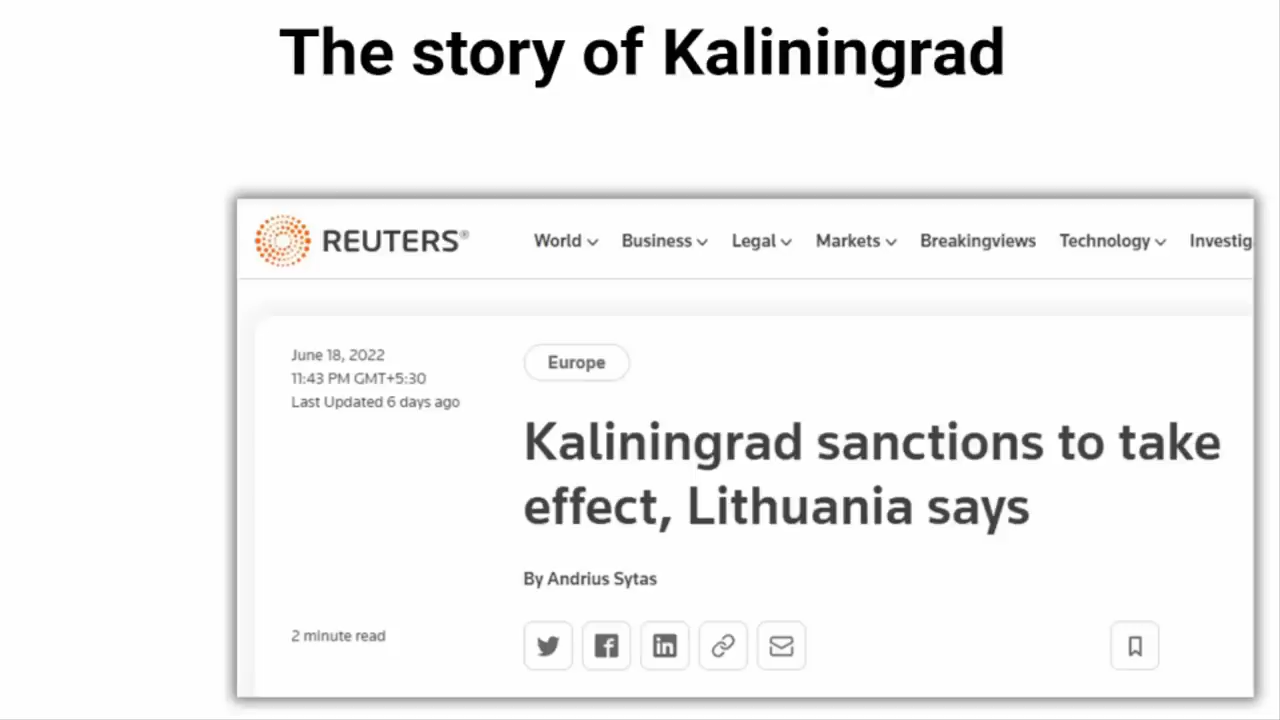 The story of Kaliningrad
REUTERS®
World Business Legal Markets Breakingviews Technology Investig
June 18, 2022
11:43 PM GMT+5:30
Last Updated 6 days ago
Europe
Kaliningrad sanctions to take
effect, Lithuania says
By Andrius Sytas
2 minute read